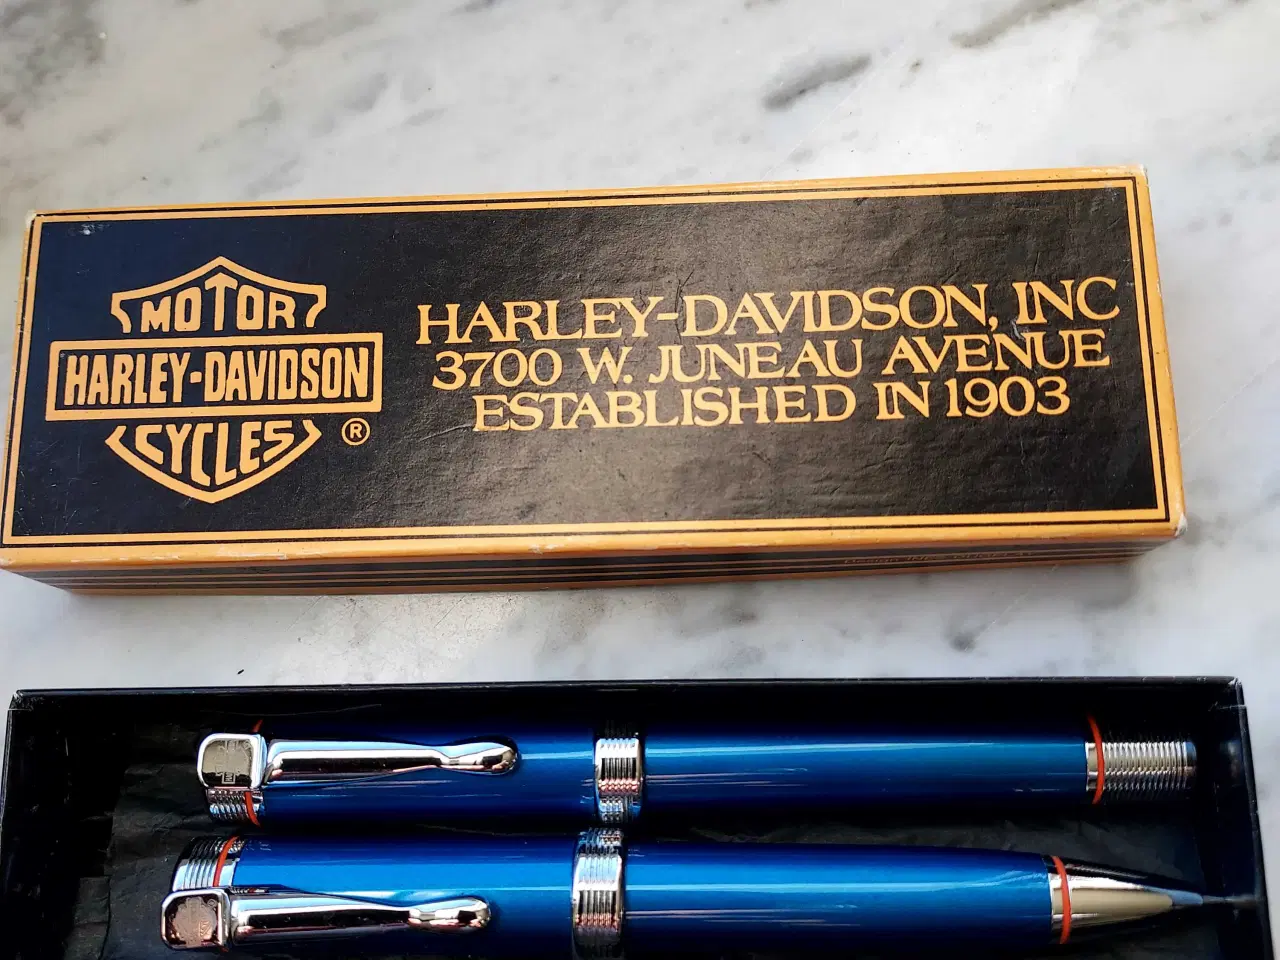 MOTOR
HARLEY-DAVIDSON
CYCLES
®
HARLEY-DAVIDSON, INC
3700 W. JUNEAU AVENUE
ESTABLISHED IN 1903